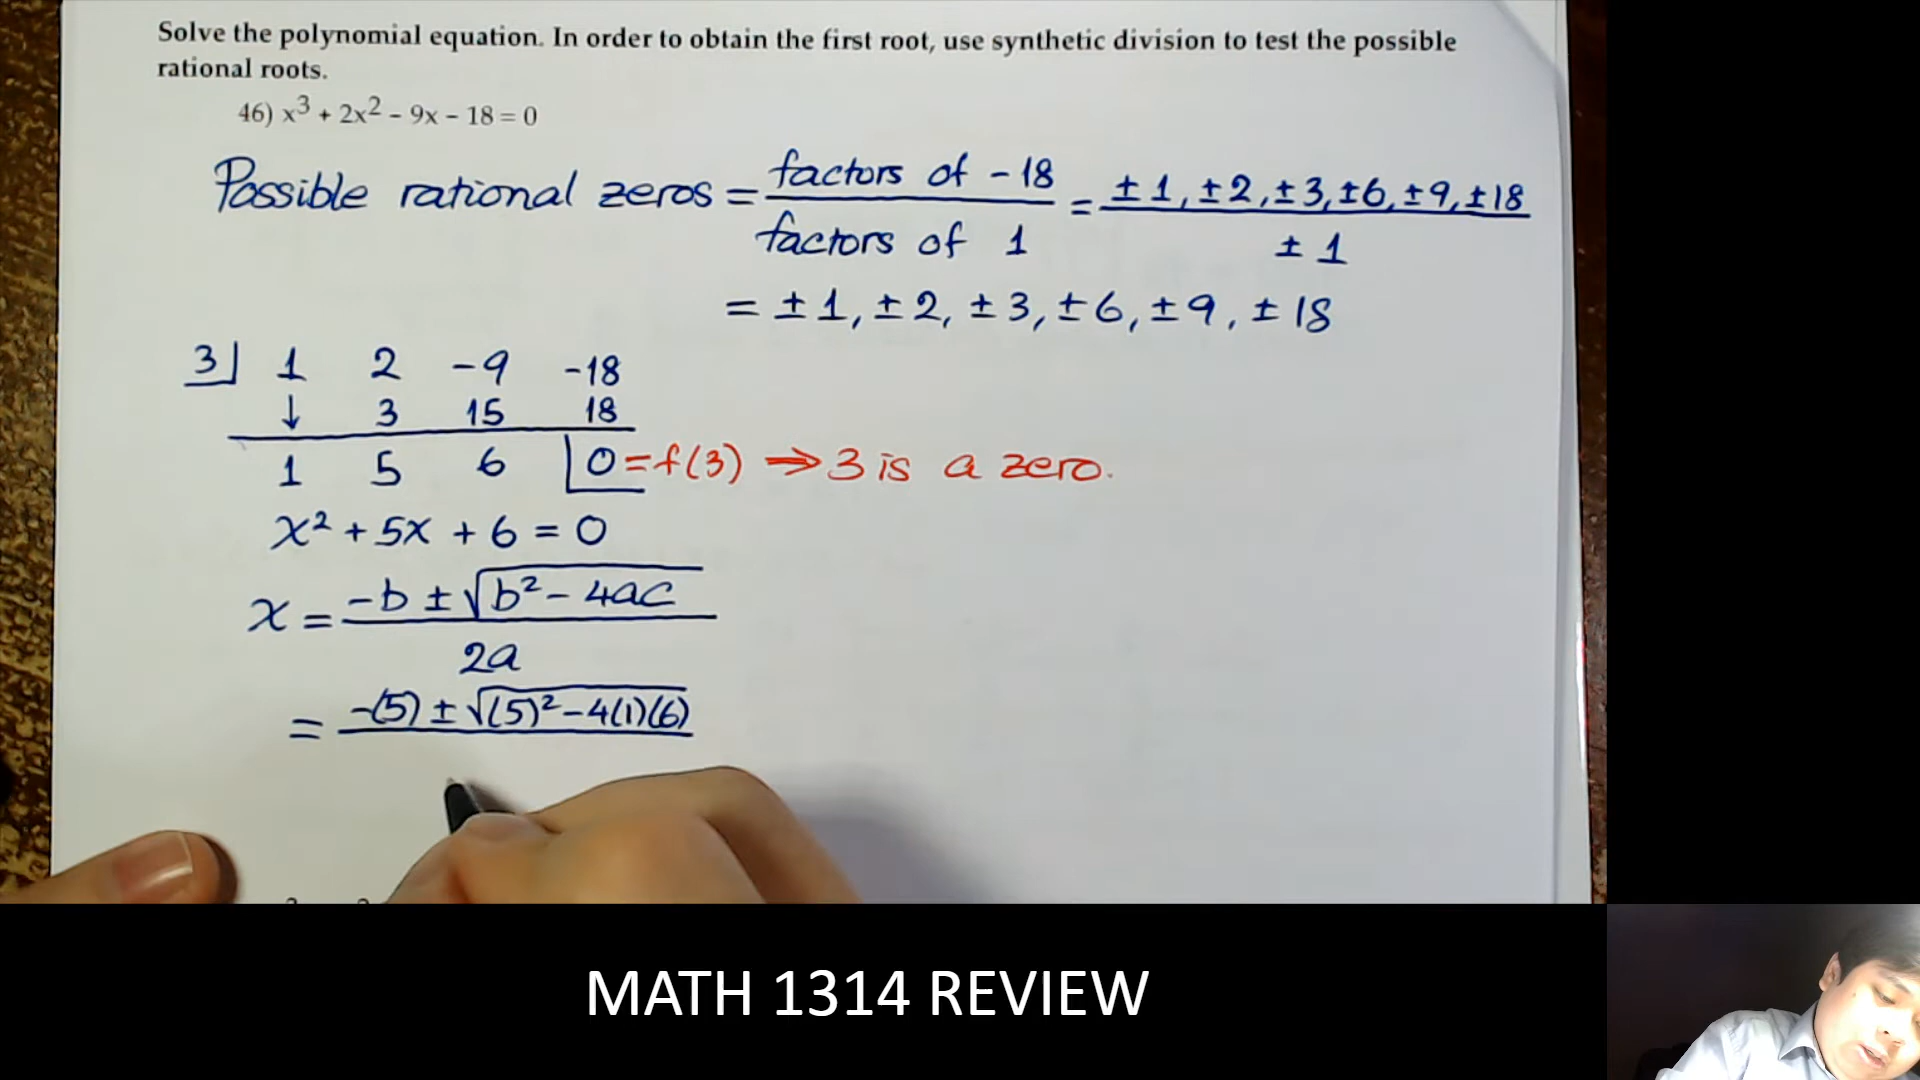 Solve the polynomial equation. In order to obtain the first root, use synthetic division to test the possible
rational roots.
46) x³ + 2x² - 9x - 18 = 0
Possible rational zeros = factors of -18 / factors of 1 = ±1, ±2, ±3, ±6, ±9, ±18 / ±1
= ±1, ±2, ±3, ±6, ±9, ±18
3 | 1 2 -9 -18
↓ 3 15 18
1 5 6 | 0 = f(3) ⇒ 3 is a zero.
x² + 5x + 6 = 0
x = -b ± √(b² - 4ac) / 2a
= -(5) ± √((5)² - 4(1)(6))
MATH 1314 REVIEW